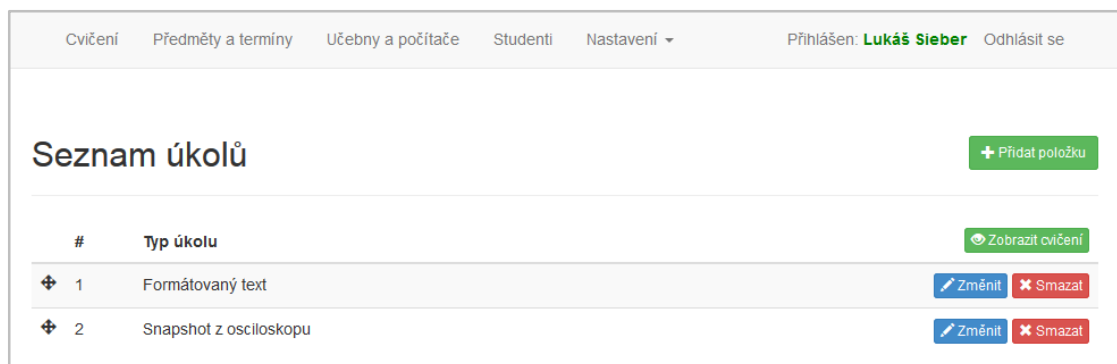 Cvičení Předměty a termíny Učebny a počítače Studenti Nastavení Přihlášen: Lukáš Sieber Odhlásit se
Seznam úkolů Přidat položku
# Typ úkolu Zobrazit cvičení
1 Formátovaný text Změnit Smazat
2 Snapshot z osciloskopu Změnit Smazat